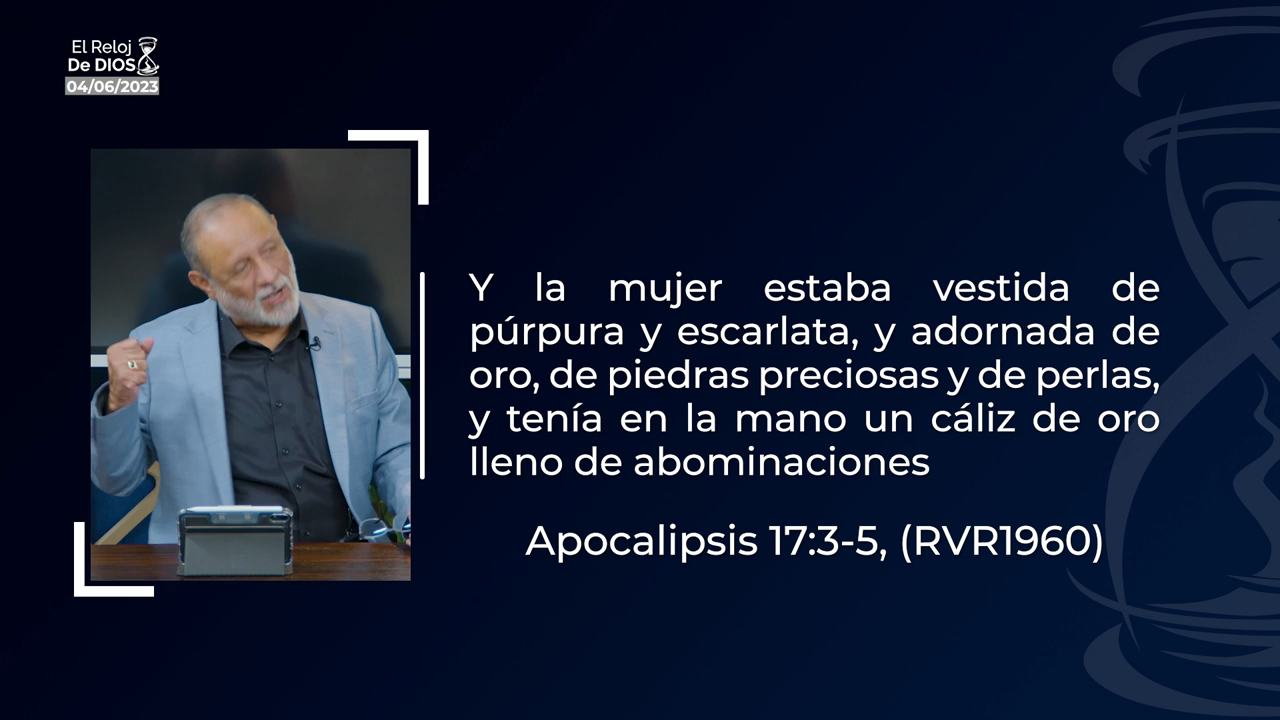 El Reloj
De DIOS
04/06/2023
Y la mujer estaba vestida de
púrpura y escarlata, y adornada de
oro, de piedras preciosas y de perlas,
y tenía en la mano un cáliz de oro
lleno de abominaciones
Apocalipsis 17:3-5, (RVR1960)